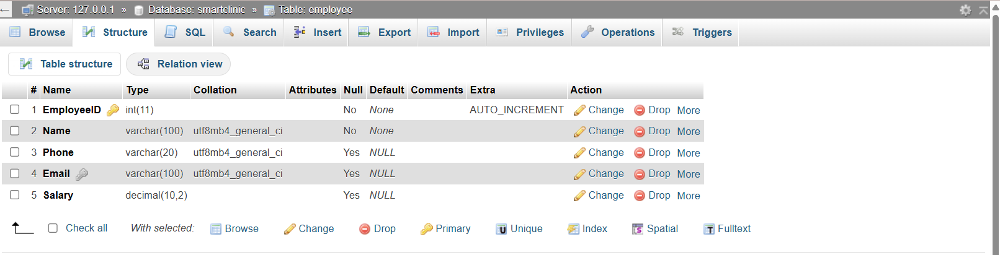 Server: 127.0.0.1 » Database: smartclinic » Table: employee
Browse Structure SQL Search Insert Export Import Privileges Operations Triggers
Table structure Relation view
# Name Type Collation Attributes Null Default Comments Extra Action
1 EmployeeID int(11) No None AUTO_INCREMENT Change Drop More
2 Name varchar(100) utf8mb4_general_ci No None Change Drop More
3 Phone varchar(20) utf8mb4_general_ci Yes NULL Change Drop More
4 Email varchar(100) utf8mb4_general_ci Yes NULL Change Drop More
5 Salary decimal(10,2) Yes NULL Change Drop More
Check all With selected: Browse Change Drop Primary U Unique Index S Spatial T Fulltext